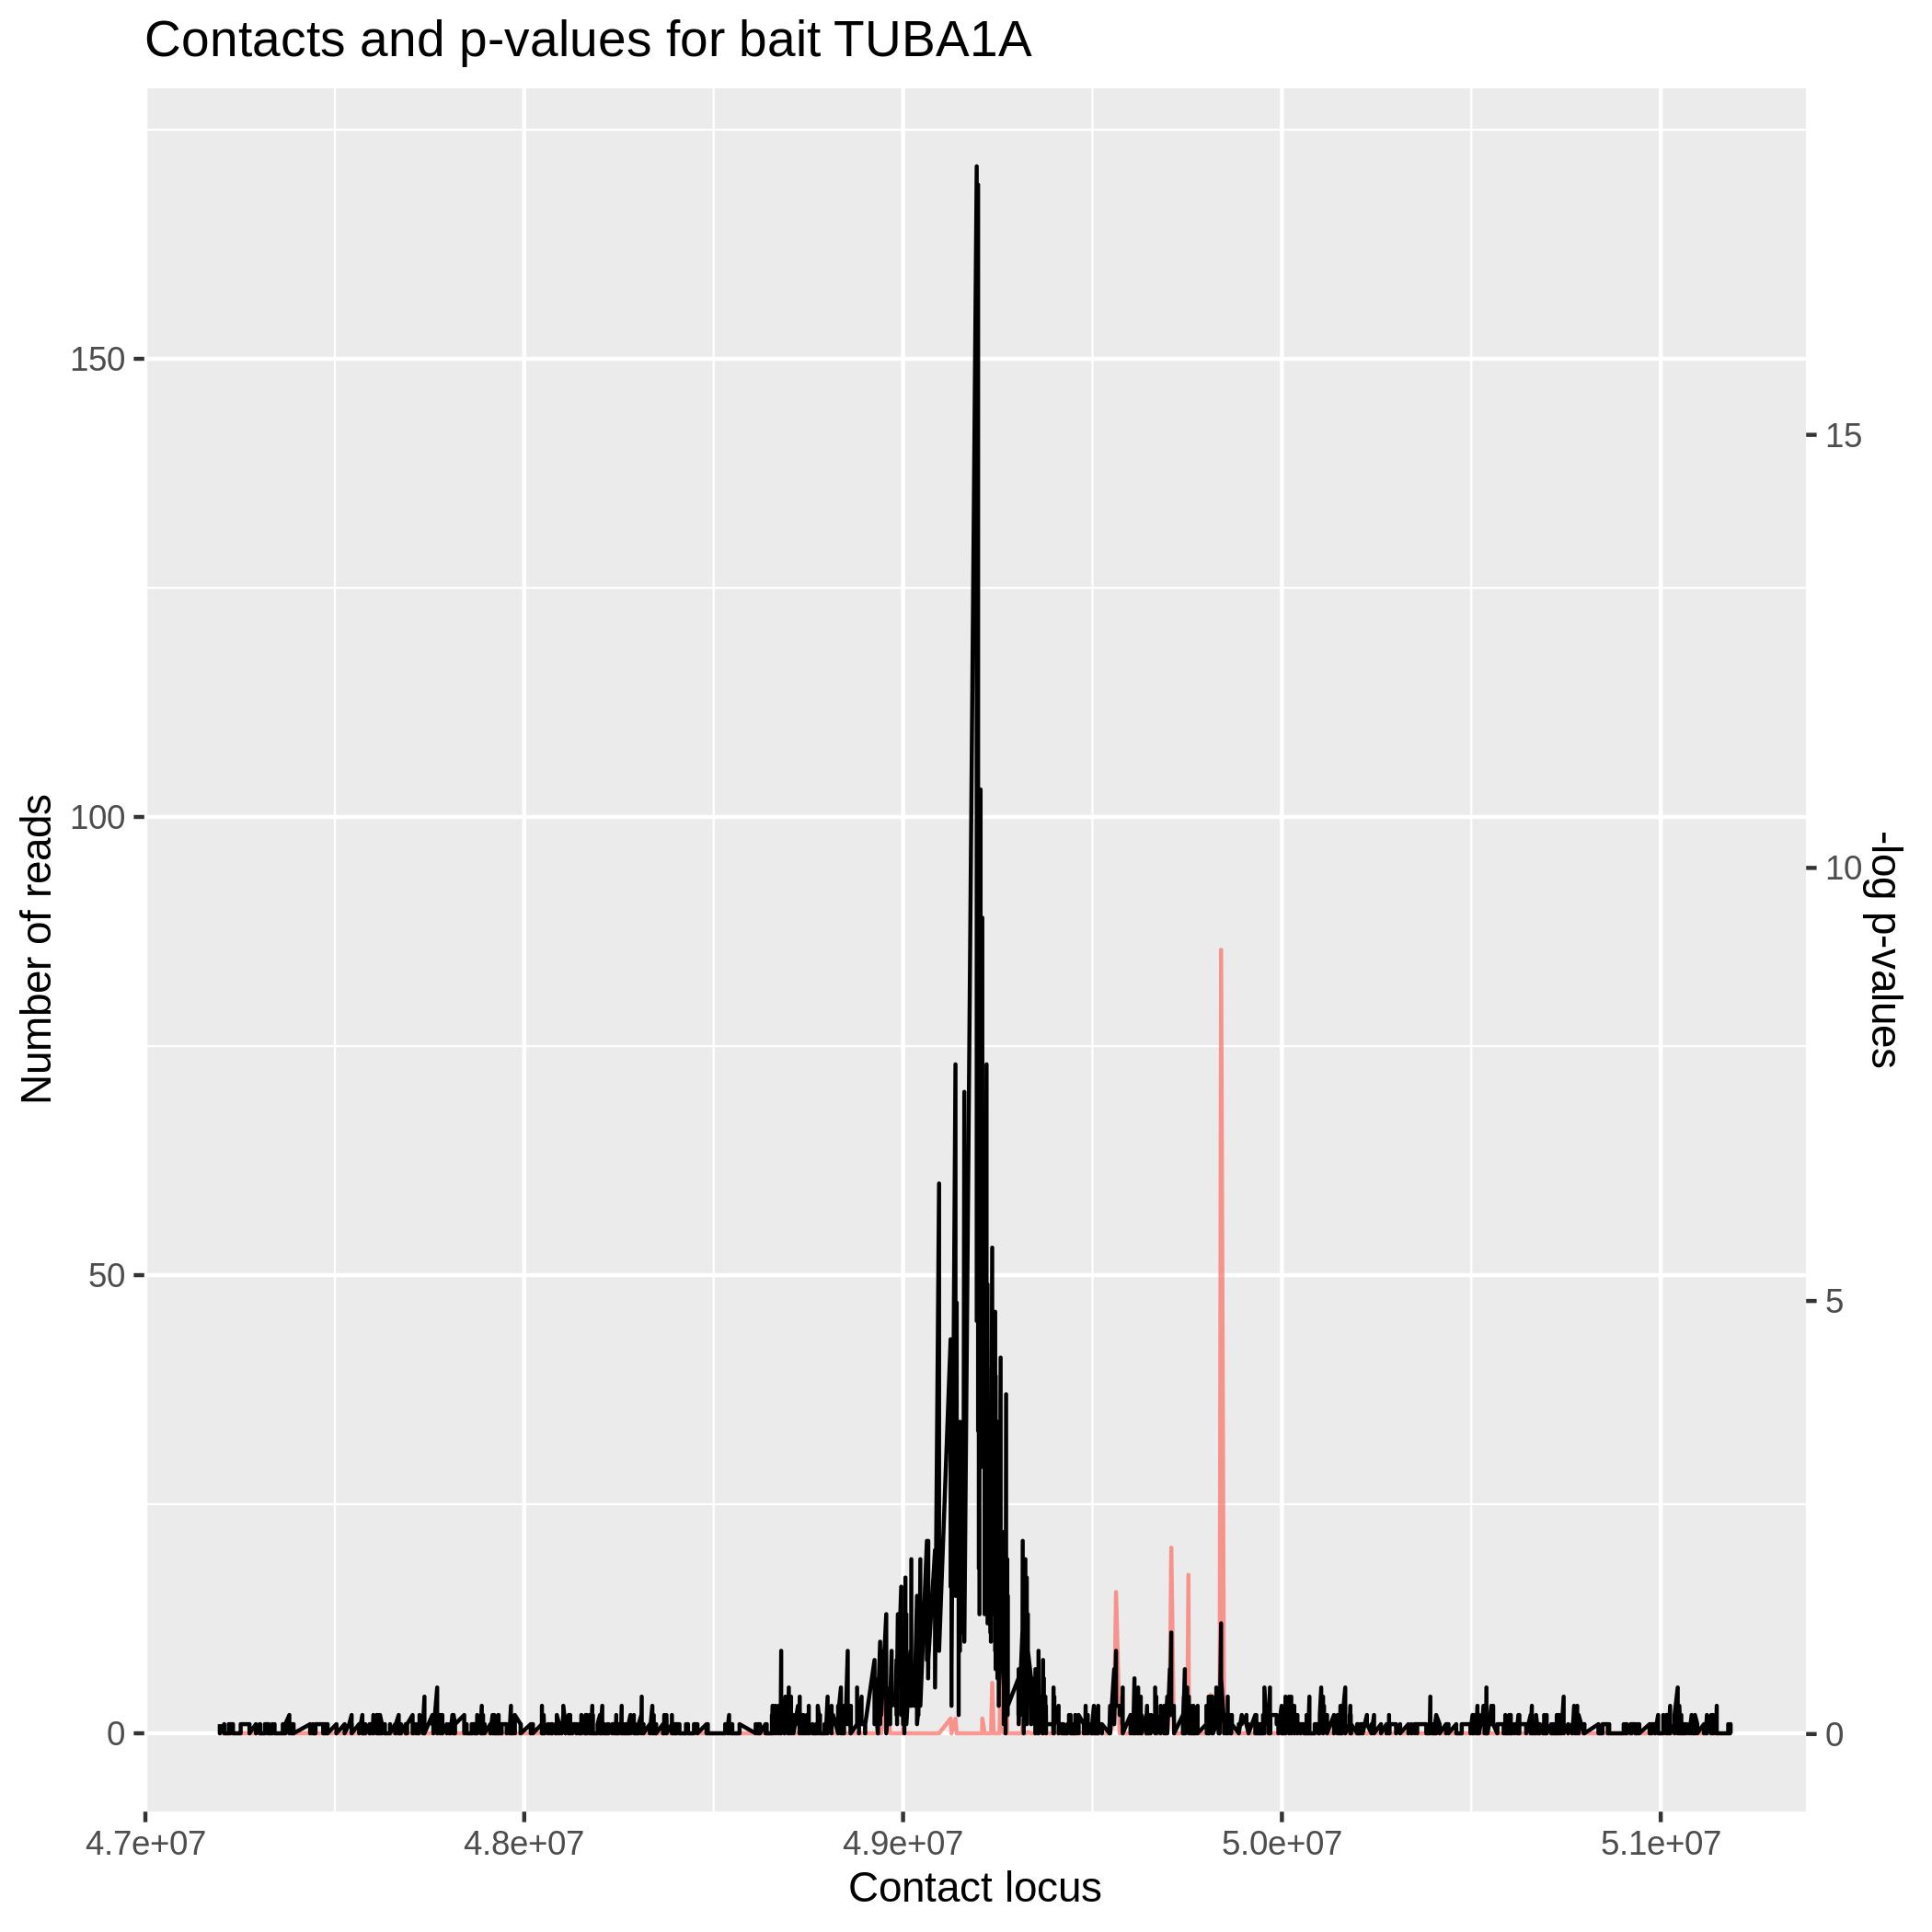 Contacts and p-values for bait TUBA1A
150
100
50
0
Number of reads
15
10
5
0
-log p-values
4.7e+07
4.8e+07
4.9e+07
5.0e+07
5.1e+07
Contact locus